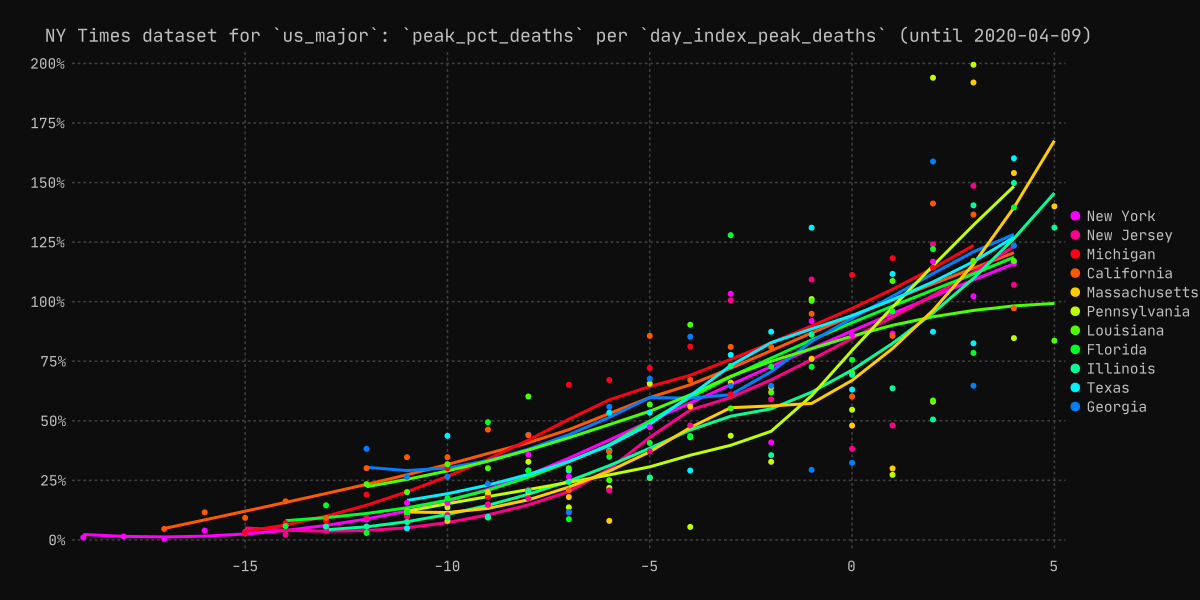 NY Times dataset for `us_major`: `peak_pct_deaths` per `day_index_peak_deaths` (until 2020-04-09)
200%
175%
150%
125%
100%
75%
50%
25%
0%
-15
-10
-5
0
5
New York
New Jersey
Michigan
California
Massachusetts
Pennsylvania
Louisiana
Florida
Illinois
Texas
Georgia